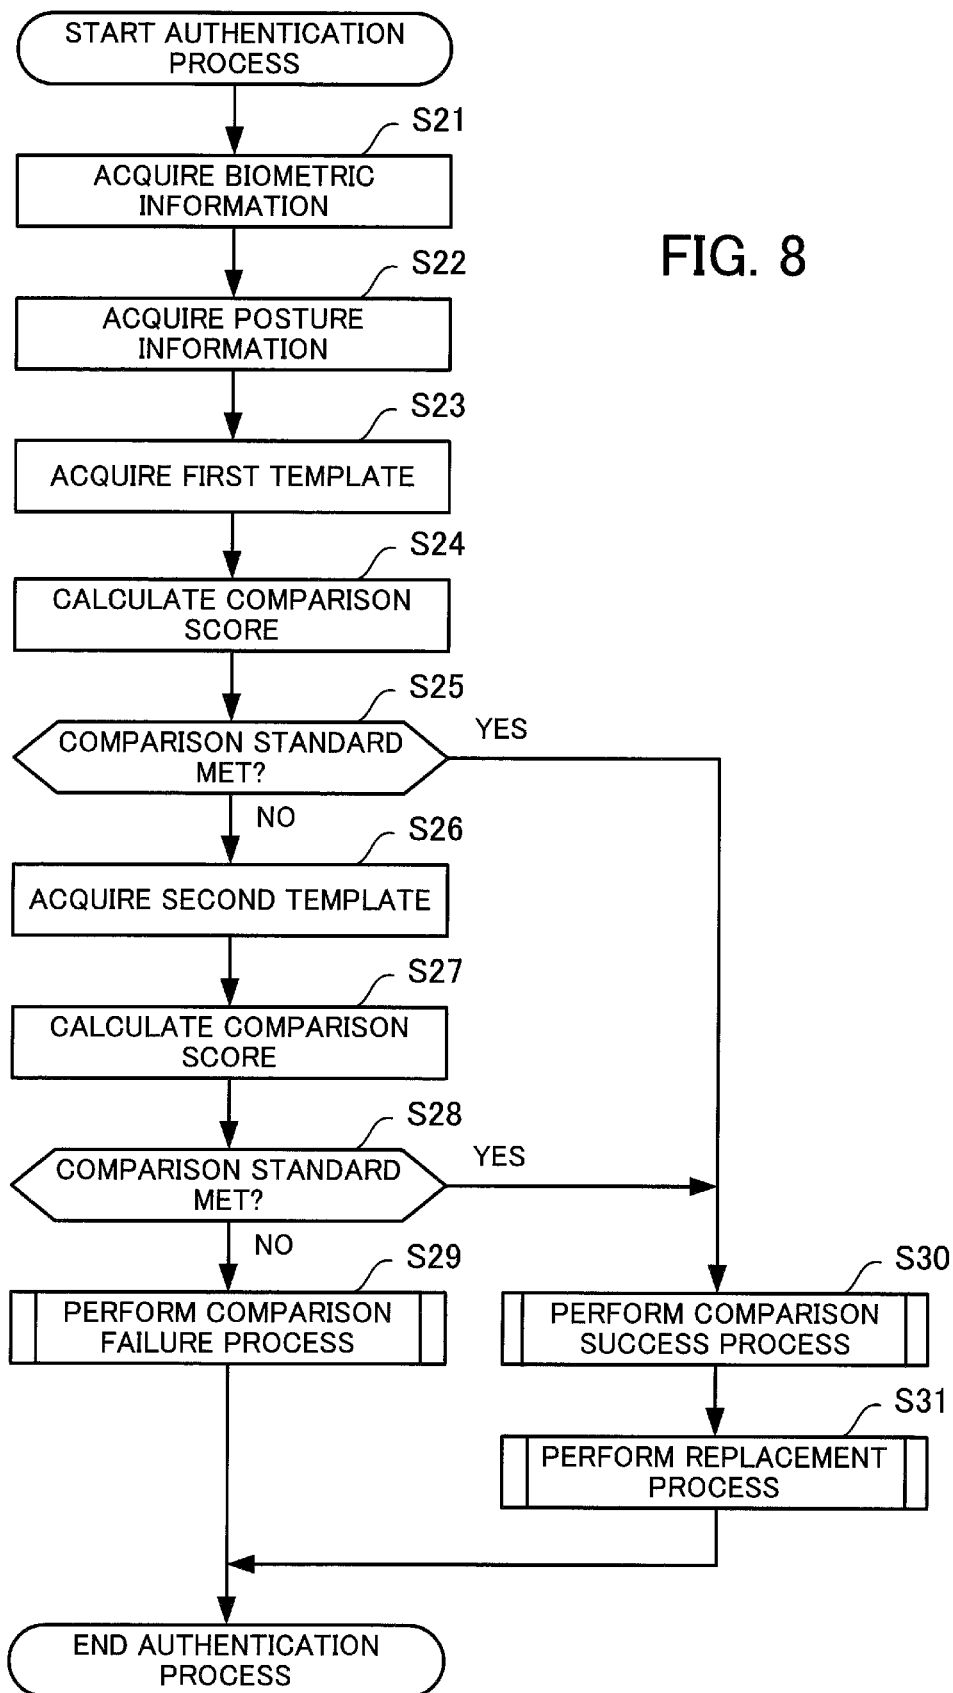 START AUTHENTICATION
PROCESS
S21
ACQUIRE BIOMETRIC
INFORMATION
FIG. 8
S22
ACQUIRE POSTURE
INFORMATION
S23
ACQUIRE FIRST TEMPLATE
S24
CALCULATE COMPARISON
SCORE
S25
COMPARISON STANDARD
MET?
YES
NO
S26
ACQUIRE SECOND TEMPLATE
S27
CALCULATE COMPARISON
SCORE
S28
COMPARISON STANDARD
MET?
YES
NO
S29
PERFORM COMPARISON
FAILURE PROCESS
S30
PERFORM COMPARISON
SUCCESS PROCESS
S31
PERFORM REPLACEMENT
PROCESS
END AUTHENTICATION
PROCESS